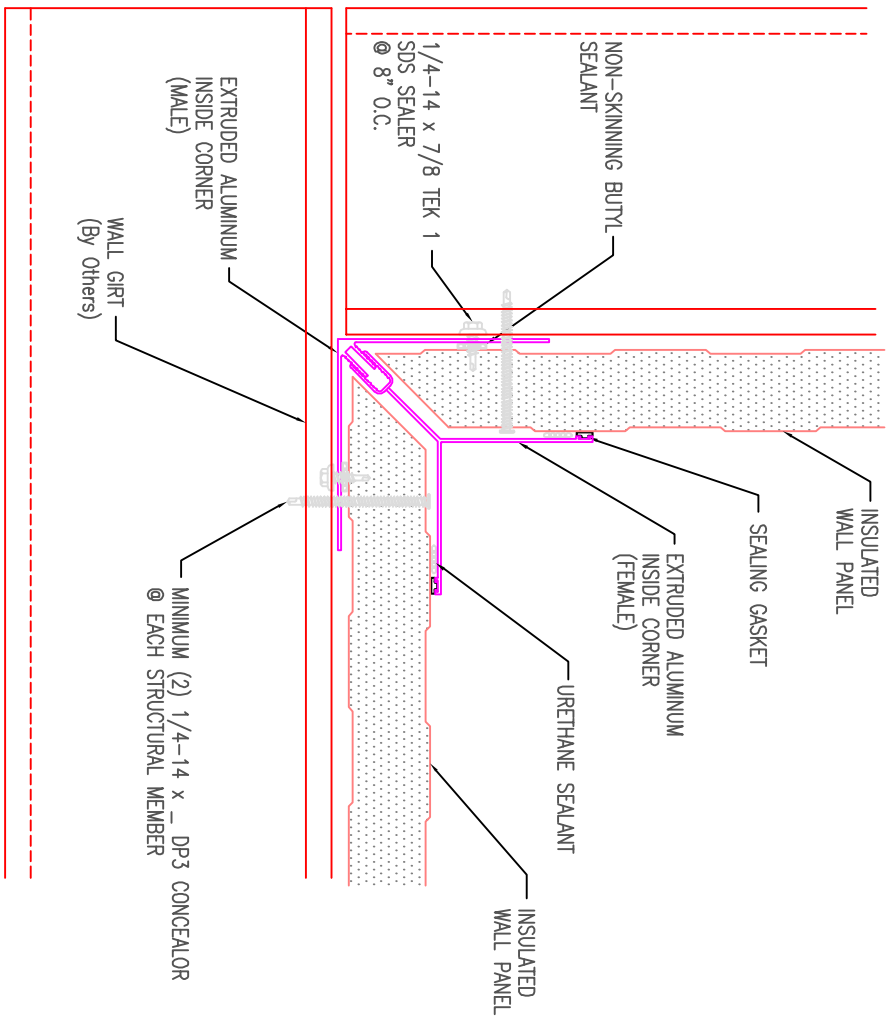 NON-SKINNING BUTYL
SEALANT
1/4-14 x 7/8 TEK 1
SDS SEALER
@ 8" O.C.
EXTRUDED ALUMINUM
INSIDE CORNER
(MALE)
WALL GIRT
(By Others)
INSULATED
WALL PANEL
SEALING GASKET
EXTRUDED ALUMINUM
INSIDE CORNER
(FEMALE)
URETHANE SEALANT
INSULATED
WALL PANEL
MINIMUM (2) 1/4-14 x _ DP3 CONCEALOR
@ EACH STRUCTURAL MEMBER